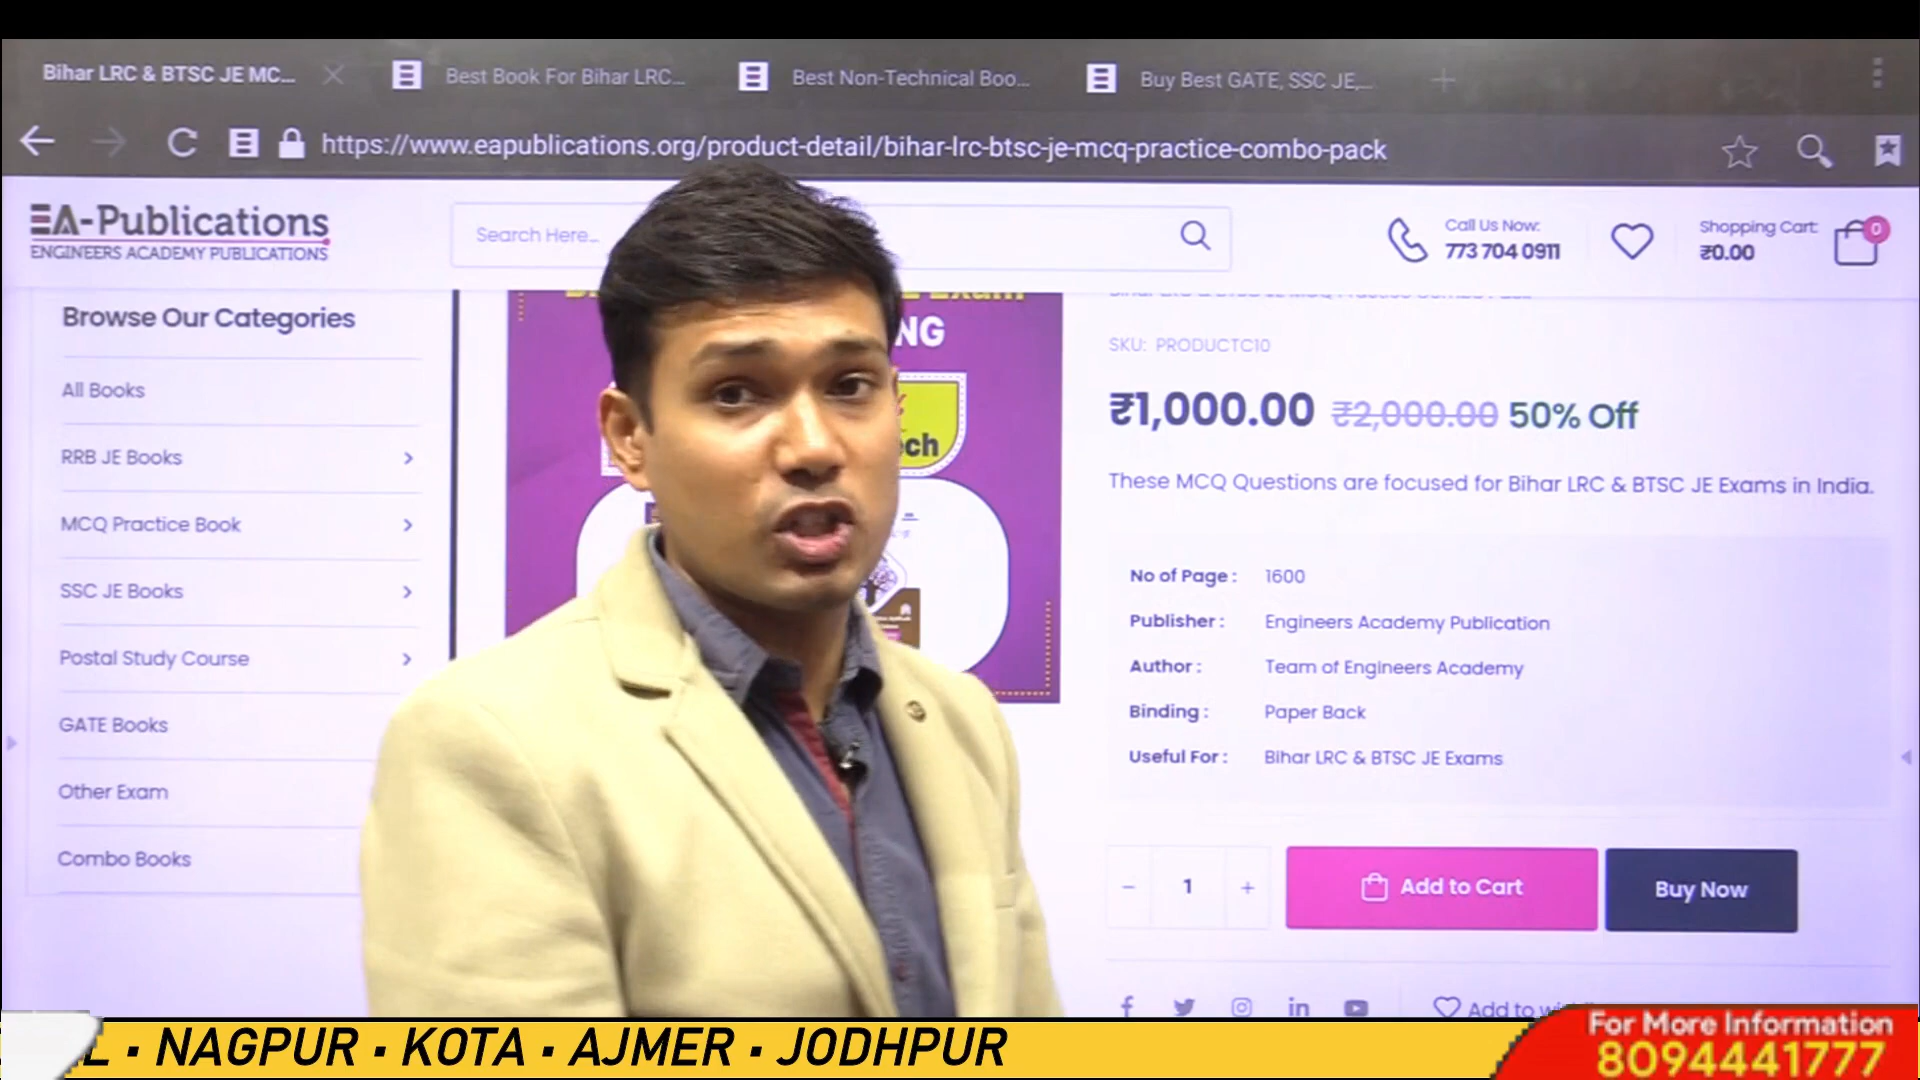 Bihar LRC & BTSC JE MC...
Best Book For Bihar LRC...
Best Non-Technical Boo...
Buy Best GATE, SSC JE,...
https://www.eapublications.org/product-detail/bihar-lrc-btsc-je-mcq-practice-combo-pack
EA-Publications
ENGINEERS ACADEMY PUBLICATIONS
Search Here...
Call Us Now:
773 704 0911
Shopping Cart:
₹0.00
0
Browse Our Categories
All Books
RRB JE Books
MCQ Practice Book
SSC JE Books
Postal Study Course
GATE Books
Other Exam
Combo Books
NG
ech
SKU: PRODUCTC10
₹1,000.00 ₹2,000.00 50% Off
These MCQ Questions are focused for Bihar LRC & BTSC JE Exams in India.
No of Page : 1600
Publisher : Engineers Academy Publication
Author : Team of Engineers Academy
Binding : Paper Back
Useful For : Bihar LRC & BTSC JE Exams
- 1 +
Add to Cart
Buy Now
Add to wi
L • NAGPUR • KOTA • AJMER • JODHPUR
For More Information
8094441777